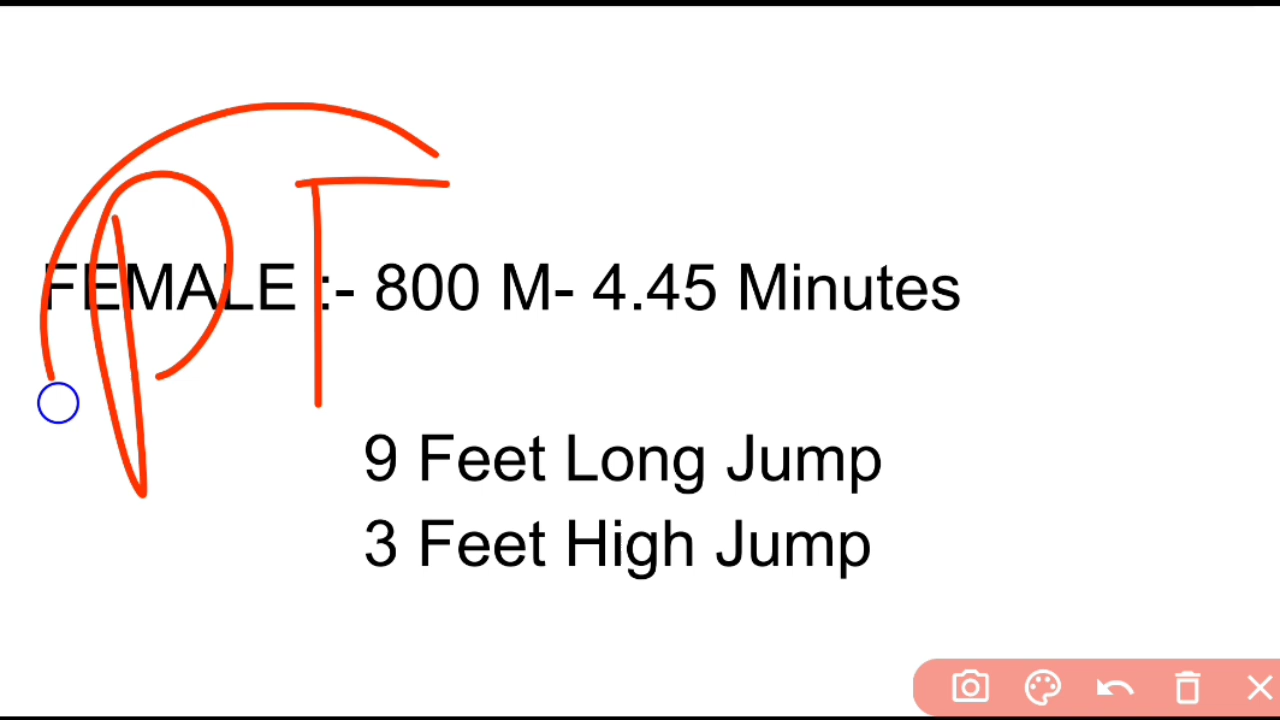 PT
FEMALE :- 800 M- 4.45 Minutes
9 Feet Long Jump
3 Feet High Jump